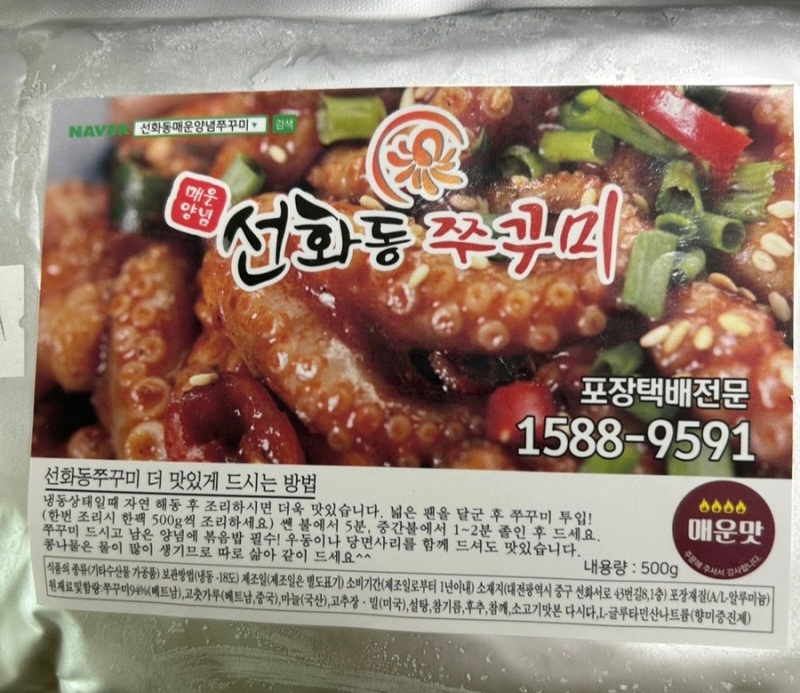 NAVER 선화동매운양념쭈꾸미 ▾ 검색
매운
양념
선화동 쭈꾸미
포장택배전문
1588-9591
선화동쭈꾸미 더 맛있게 드시는 방법
냉동상태일때 자연 해동 후 조리하시면 더욱 맛있습니다. 넓은 팬을 달군 후 쭈꾸미 투입!
(한번 조리시 한팩 500g씩 조리하세요) 쎈 불에서 5분, 중간불에서 1~2분 졸인 후 드세요.
쭈꾸미 드시고 남은 양념에 볶음밥 필수! 우동이나 당면사리를 함께 드셔도 맛있습니다.
콩나물은 물이 많이 생기므로 따로 삶아 같이 드세요^^
내용량 : 500g
매운맛
주문해 주셔서 감사합니다.
식품의 종류(기타수산물 가공품) 보관방법(냉동 -18도) 제조일(제조일은 별도표기) 소비기간(제조일로부터 1년이내) 소재지(대전광역시 중구 선화서로 43번길8,1층) 포장재질(A/L-알루미늄)
원재료및함량:쭈꾸미94%(베트남),고춧가루(베트남,중국),마늘(국산),고추장·밀(미국),설탕,참기름,후추,참깨,소고기맛본 다시다,L-글루타민산나트륨(향미증진제)